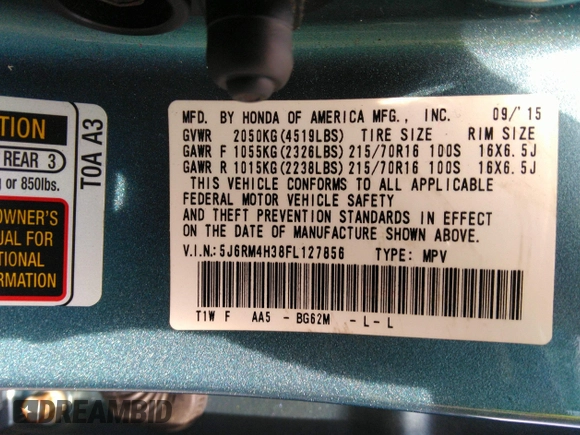 MFD. BY HONDA OF AMERICA MFG., INC. 09/'15
GVWR 2050KG(4519LBS) TIRE SIZE RIM SIZE
GAWR F 1055KG(2326LBS) 215/70R16 100S 16X6.5J
GAWR R 1015KG(2238LBS) 215/70R16 100S 16X6.5J
THIS VEHICLE CONFORMS TO ALL APPLICABLE
FEDERAL MOTOR VEHICLE SAFETY
AND THEFT PREVENTION STANDARDS IN EFFECT
ON THE DATE OF MANUFACTURE SHOWN ABOVE.
V.I.N.:5J6RM4H38FL127856 TYPE: MPV
T1W F AA5 - BG62M - L - L
TION
REAR 3
g or 850lbs.
OWNER'S
UAL FOR
TIONAL
RMATION
T0A A3
DREAMBID